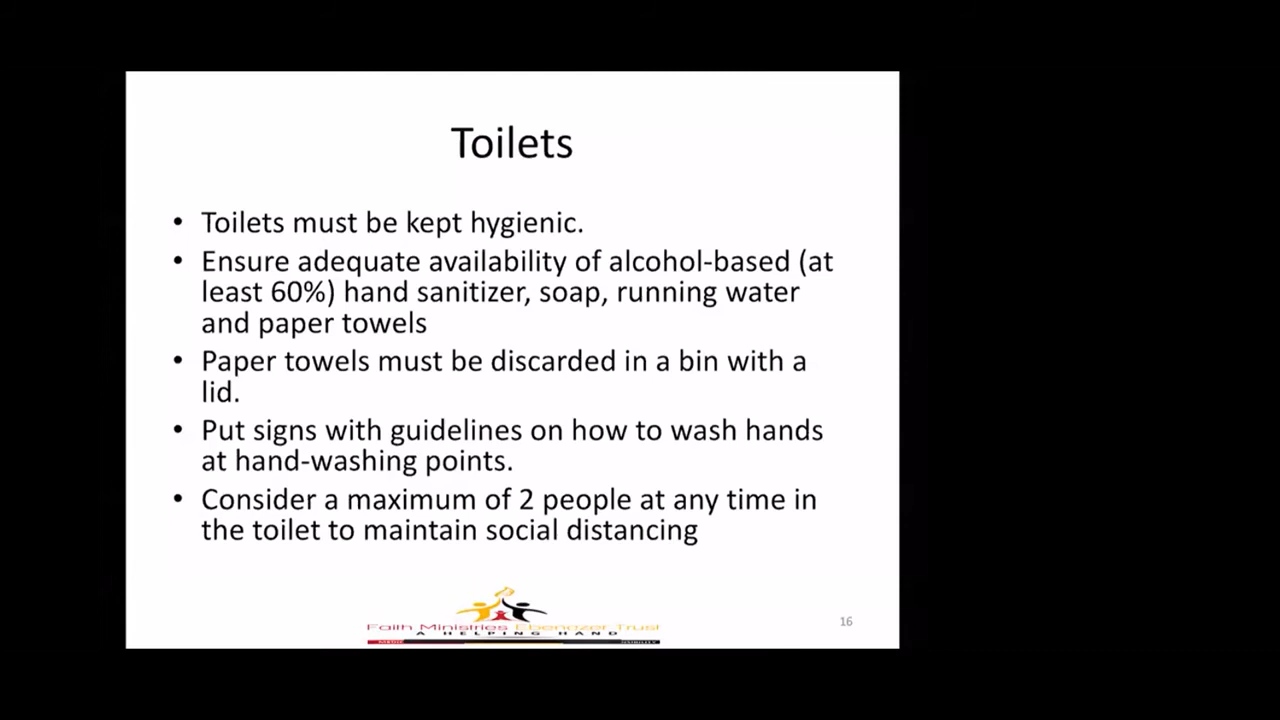 Toilets
• Toilets must be kept hygienic.
• Ensure adequate availability of alcohol-based (at
least 60%) hand sanitizer, soap, running water
and paper towels
• Paper towels must be discarded in a bin with a
lid.
• Put signs with guidelines on how to wash hands
at hand-washing points.
• Consider a maximum of 2 people at any time in
the toilet to maintain social distancing
Faith Ministries Ebenezer Trust
A HELPING HAND
16